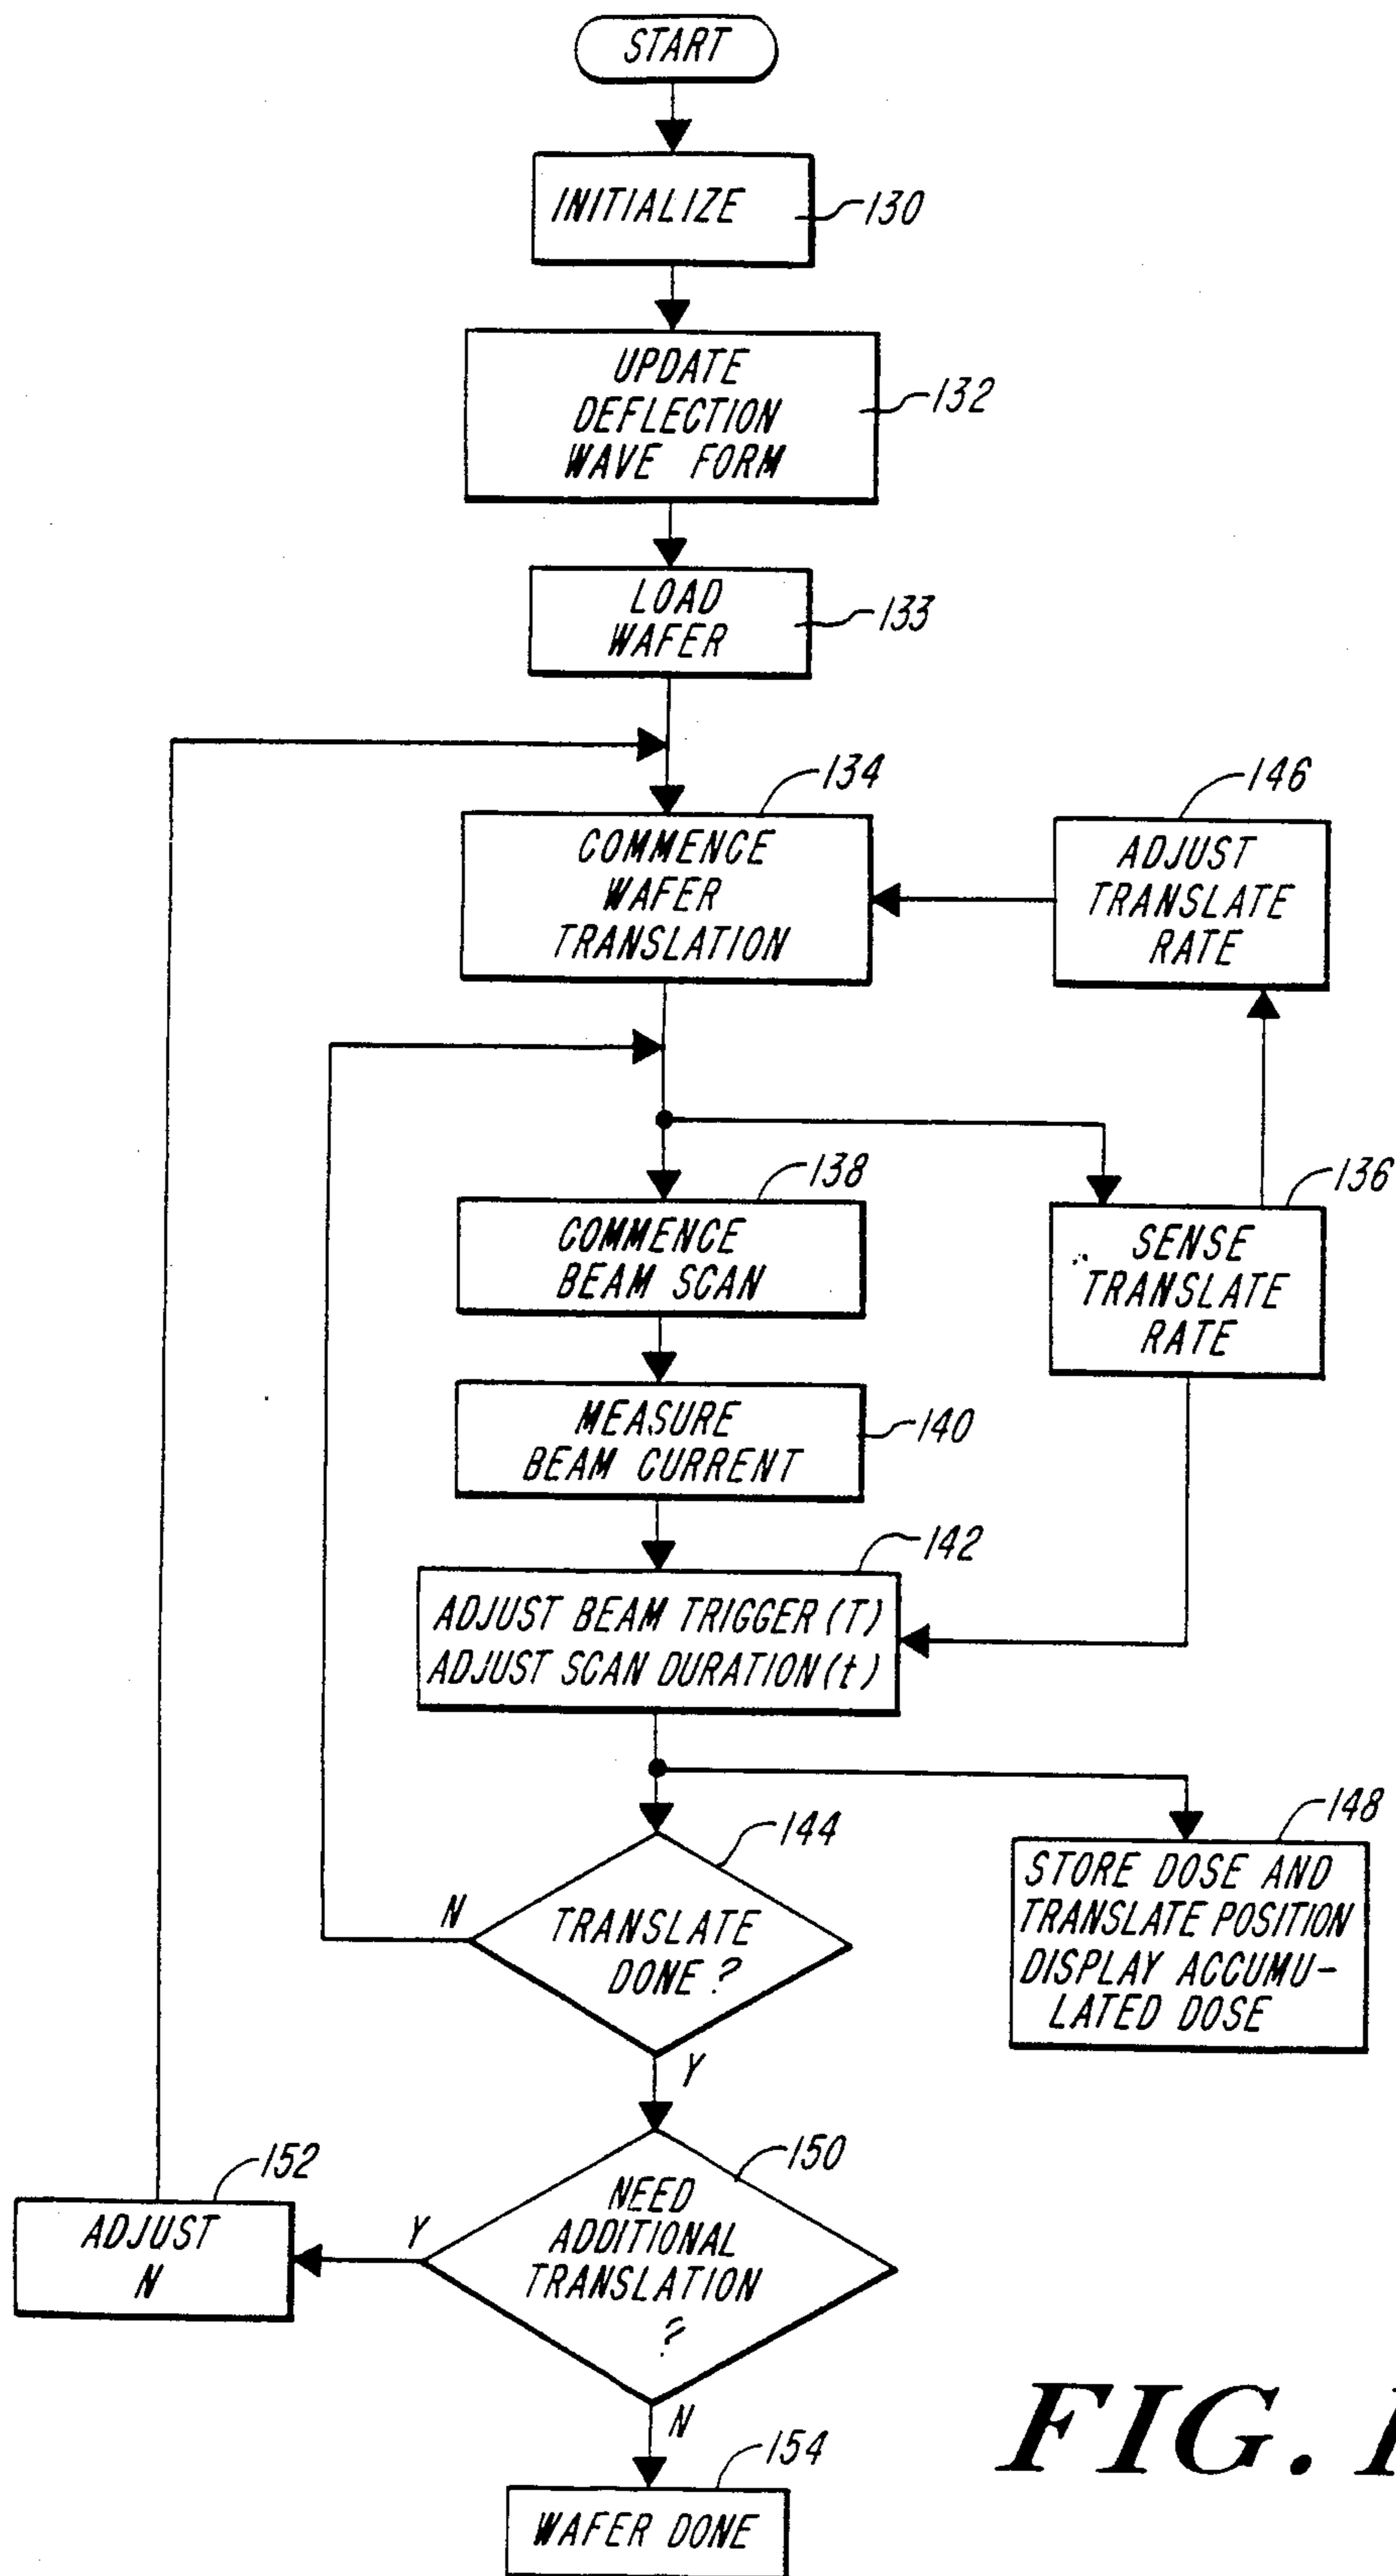 START
INITIALIZE
130
UPDATE
DEFLECTION
WAVE FORM
132
LOAD
WAFER
133
134
COMMENCE
WAFER
TRANSLATION
146
ADJUST
TRANSLATE
RATE
138
COMMENCE
BEAM SCAN
136
SENSE
TRANSLATE
RATE
MEASURE
BEAM CURRENT
140
142
ADJUST BEAM TRIGGER (T)
ADJUST SCAN DURATION (t)
144
N
TRANSLATE
DONE ?
Y
148
STORE DOSE AND
TRANSLATE POSITION
DISPLAY ACCUMU-
LATED DOSE
150
NEED
ADDITIONAL
TRANSLATION
?
Y
N
152
ADJUST
N
154
WAFER DONE
FIG.